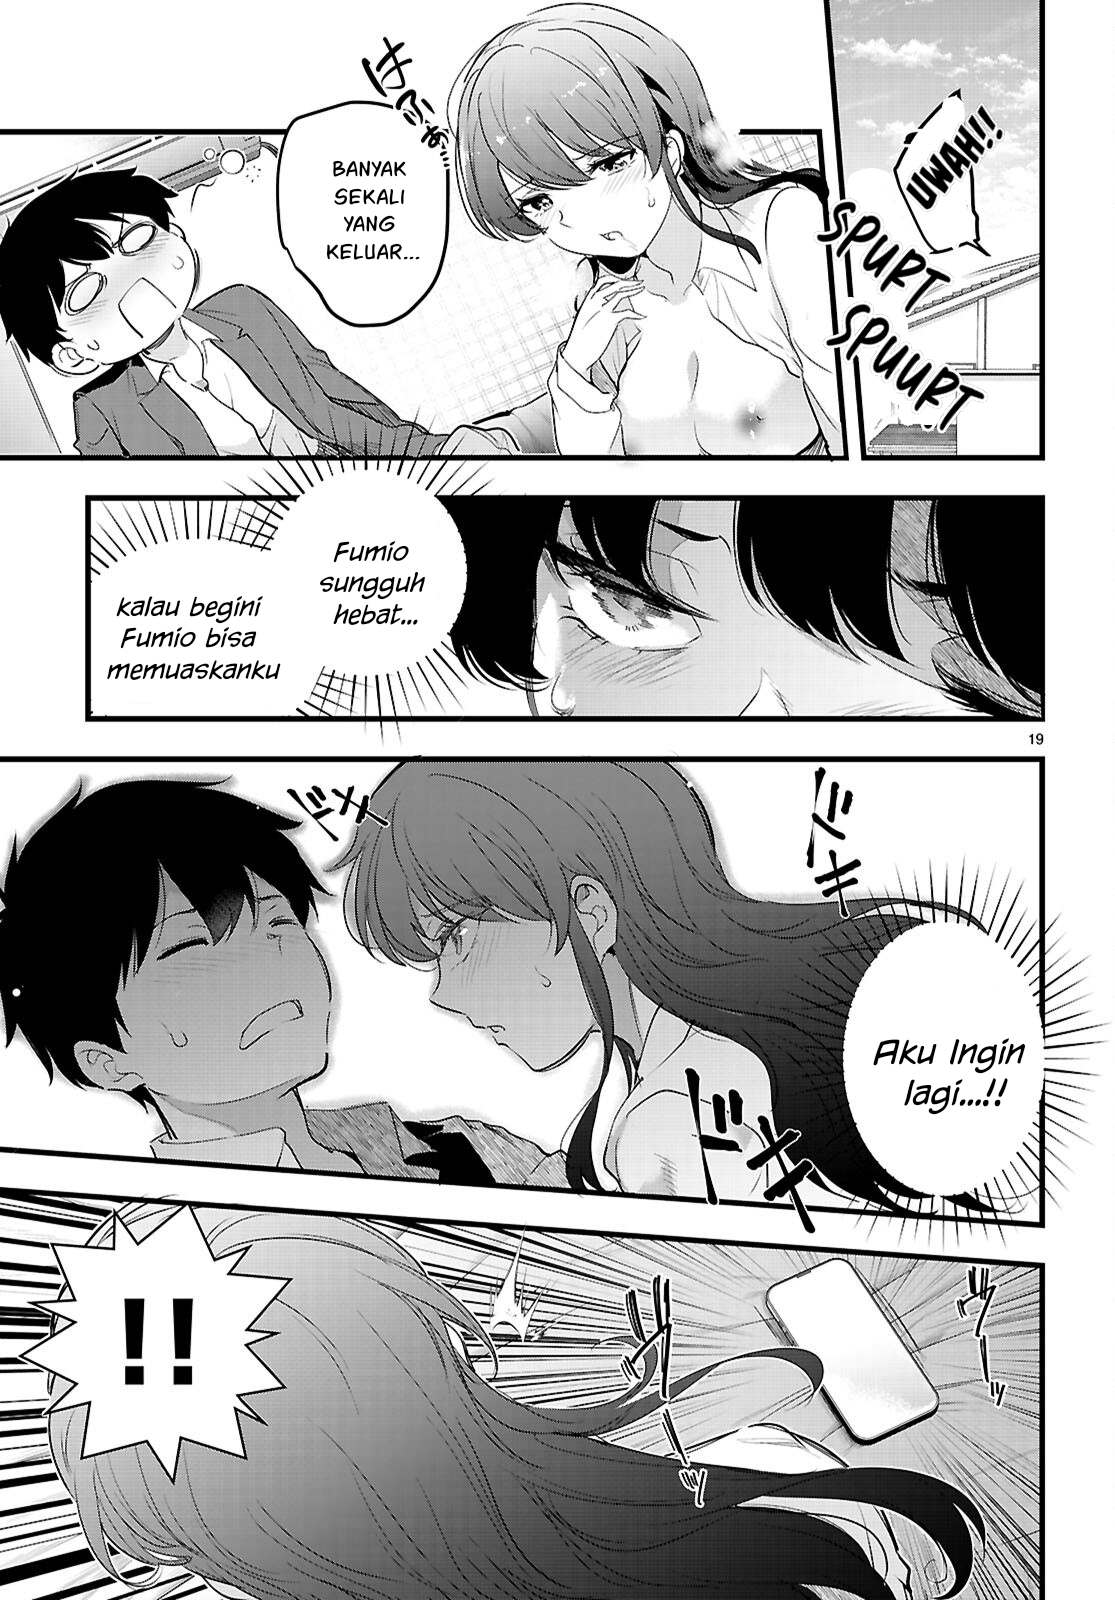 UWAH!!
SPURT
SPUURT
はふぁ…
BANYAK
SEKALI
YANG
KELUAR...
Fumio
sungguh
hebat...
kalau begini
Fumio bisa
memuaskanku
19
ドキ
ドキ
ドキ
Aku Ingin
lagi...!!
!!